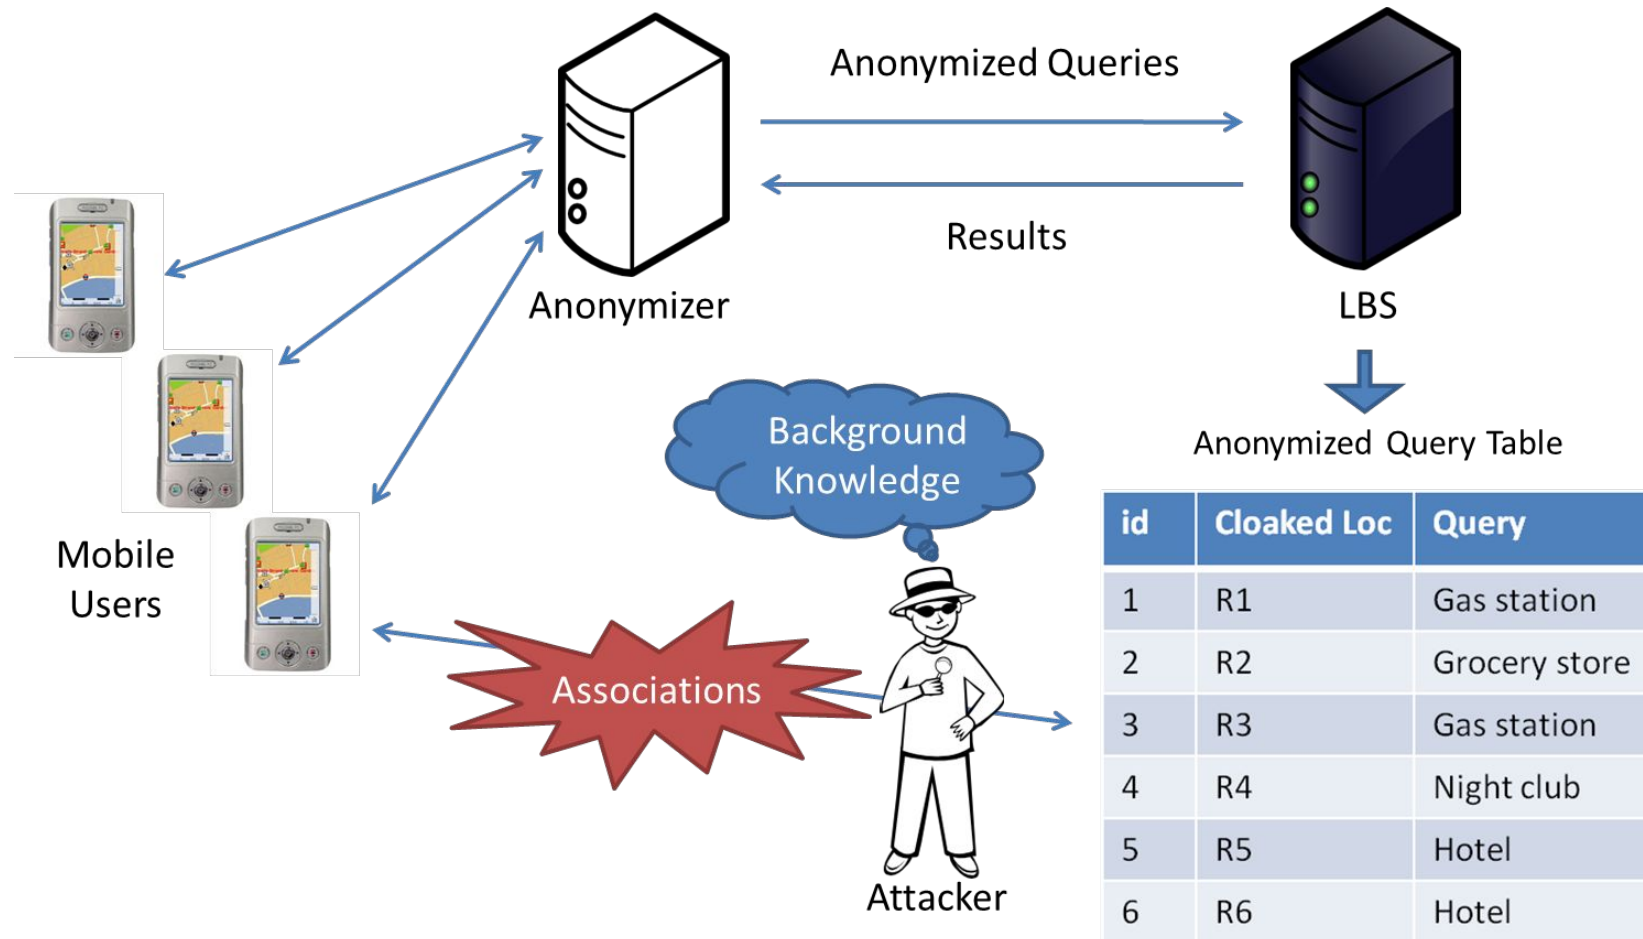 Anonymized Queries
Results
Anonymizer
LBS
Mobile
Users
Background
Knowledge
Associations
Attacker
Anonymized Query Table
id Cloaked Loc Query
1 R1 Gas station
2 R2 Grocery store
3 R3 Gas station
4 R4 Night club
5 R5 Hotel
6 R6 Hotel